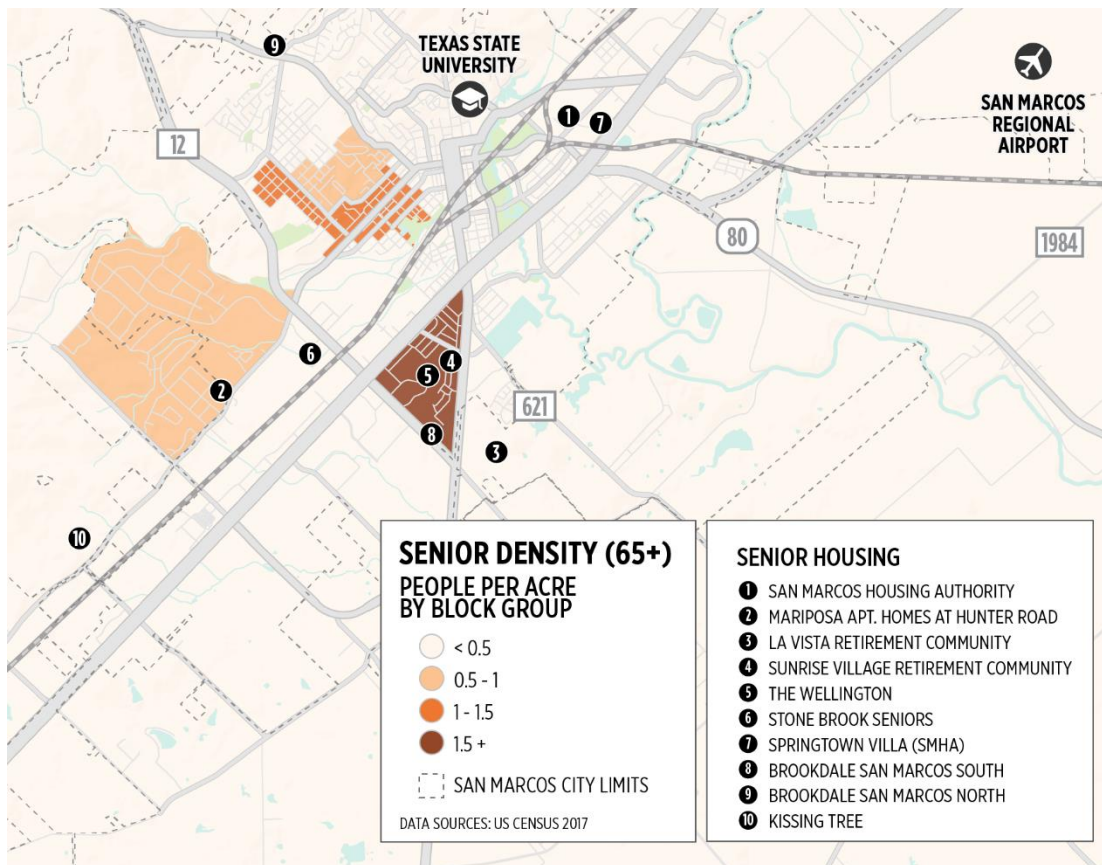 9
TEXAS STATE
UNIVERSITY
SAN MARCOS
REGIONAL
AIRPORT
1
7
12
80
1984
6
4
5
2
621
8
3
10
SENIOR DENSITY (65+)
PEOPLE PER ACRE
BY BLOCK GROUP
< 0.5
0.5 - 1
1 - 1.5
1.5 +
SAN MARCOS CITY LIMITS
DATA SOURCES: US CENSUS 2017
SENIOR HOUSING
1 SAN MARCOS HOUSING AUTHORITY
2 MARIPOSA APT. HOMES AT HUNTER ROAD
3 LA VISTA RETIREMENT COMMUNITY
4 SUNRISE VILLAGE RETIREMENT COMMUNITY
5 THE WELLINGTON
6 STONE BROOK SENIORS
7 SPRINGTOWN VILLA (SMHA)
8 BROOKDALE SAN MARCOS SOUTH
9 BROOKDALE SAN MARCOS NORTH
10 KISSING TREE